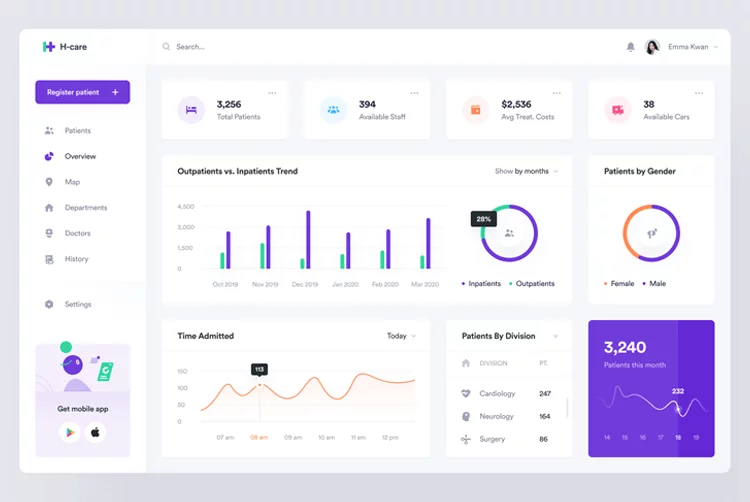 H-care
Search...
Emma Kwan
Register patient +
Patients
Overview
Map
Departments
Doctors
History
Settings
Get mobile app
3,256
Total Patients
394
Available Staff
$2,536
Avg Treat. Costs
38
Available Cars
Outpatients vs. Inpatients Trend
Show by months
4,500
3,000
1,500
0
Oct 2019 Nov 2019 Dec 2019 Jan 2020 Feb 2020 Mar 2020
28%
Inpatients Outpatients
Patients by Gender
Female Male
Time Admitted
Today
113
150
100
50
0
07 am 08 am 09 am 10 am 11 am 12 pm
Patients By Division
DIVISION PT.
Cardiology 247
Neurology 164
Surgery 86
3,240
Patients this month
232
14 15 16 17 18 19